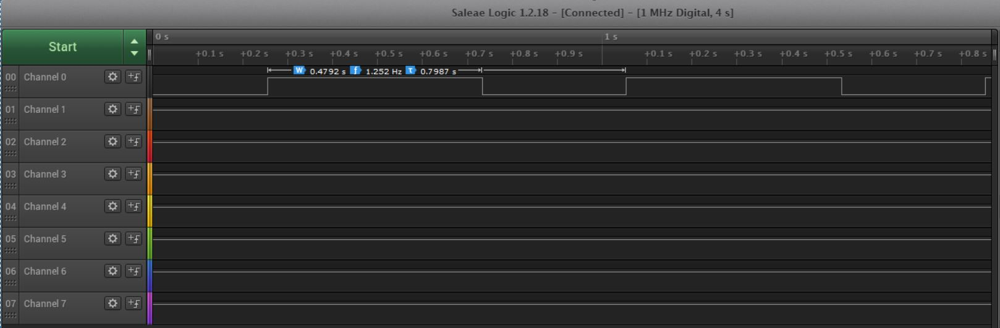 Saleae Logic 1.2.18 - [Connected] - [1 MHz Digital, 4 s]
Start
0 s
1 s
+0.1 s +0.2 s +0.3 s +0.4 s +0.5 s +0.6 s +0.7 s +0.8 s +0.9 s +0.1 s +0.2 s +0.3 s +0.4 s +0.5 s +0.6 s +0.7 s +0.8 s
00 Channel 0 W 0.4792 s f 1.252 Hz T 0.7987 s
01 Channel 1
02 Channel 2
03 Channel 3
04 Channel 4
05 Channel 5
06 Channel 6
07 Channel 7